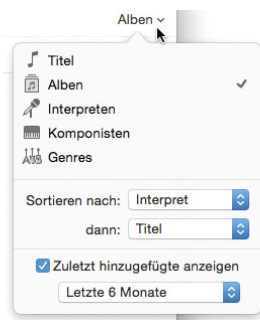 Alben
Titel
Alben
Interpreten
Komponisten
Genres
Sortieren nach: Interpret
dann: Titel
Zuletzt hinzugefügte anzeigen
Letzte 6 Monate